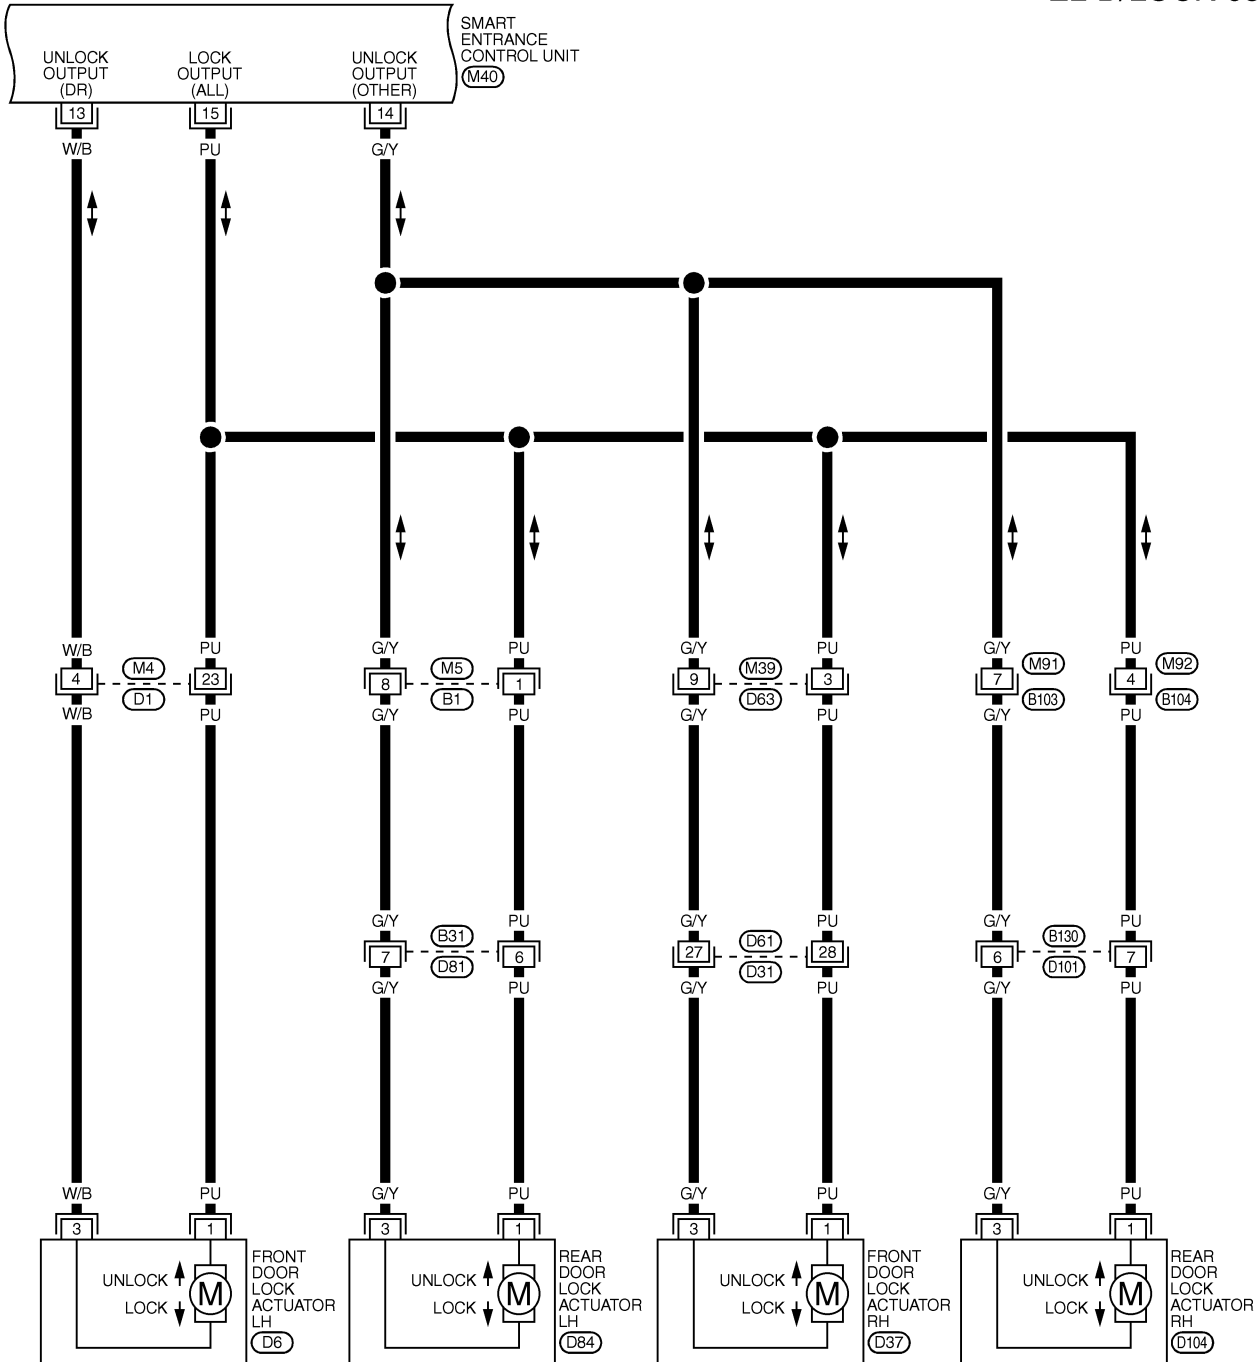 SMART
ENTRANCE
CONTROL UNIT
M40
UNLOCK
OUTPUT
(DR)
LOCK
OUTPUT
(ALL)
UNLOCK
OUTPUT
(OTHER)
13 15 14
W/B PU G/Y
W/B PU G/Y PU G/Y PU G/Y PU
4 M4 D1 23 8 M5 B1 1 9 M39 D63 3 7 M91 B103 4 M92 B104
W/B PU G/Y PU G/Y PU G/Y PU
G/Y PU G/Y PU G/Y PU
7 B31 D81 6 27 D61 D31 28 6 B130 D101 7
G/Y PU G/Y PU G/Y PU
W/B PU G/Y PU G/Y PU G/Y PU
3 1 3 1 3 1 3 1
UNLOCK
LOCK
M
FRONT
DOOR
LOCK
ACTUATOR
LH
D6
UNLOCK
LOCK
M
REAR
DOOR
LOCK
ACTUATOR
LH
D84
UNLOCK
LOCK
M
FRONT
DOOR
LOCK
ACTUATOR
RH
D37
UNLOCK
LOCK
M
REAR
DOOR
LOCK
ACTUATOR
RH
D104